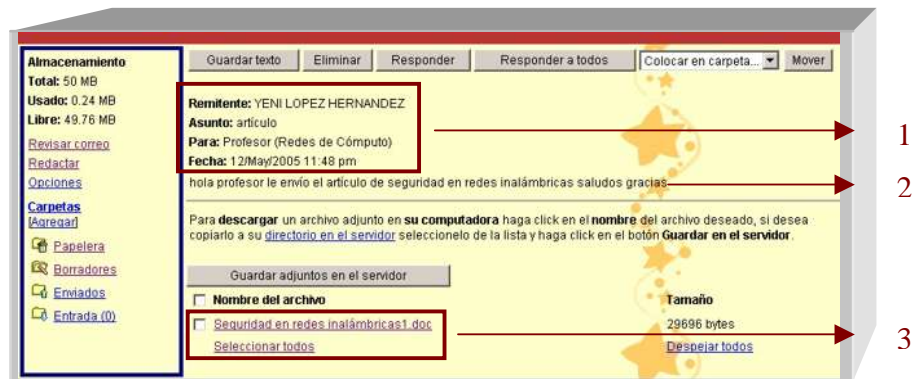 Almacenamiento
Total: 50 MB
Usado: 0.24 MB
Libre: 49.76 MB
Revisar correo
Redactar
Opciones
Carpetas
[Agregar]
Papelera
Borradores
Enviados
Entrada (0)
Guardar texto Eliminar Responder Responder a todos Colocar en carpeta... Mover
Remitente: YENI LOPEZ HERNANDEZ
Asunto: artículo
Para: Profesor (Redes de Cómputo)
Fecha: 12/May/2005 11:48 pm
hola profesor le envío el artículo de seguridad en redes inalámbricas saludos gracias
Para descargar un archivo adjunto en su computadora haga click en el nombre del archivo deseado, si desea
copiarlo a su directorio en el servidor seleccionelo de la lista y haga click en el botón Guardar en el servidor.
Guardar adjuntos en el servidor
Nombre del archivo Tamaño
Seguridad en redes inalámbricas1.doc 29696 bytes
Seleccionar todos Despejar todos
1
2
3